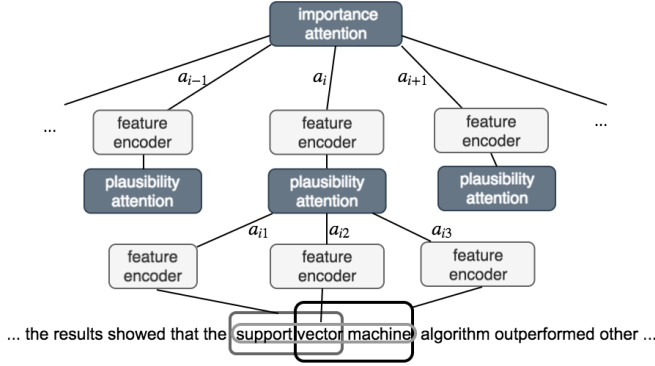 importance
attention
a_{i-1} a_i a_{i+1}
... feature
encoder
feature
encoder
feature
encoder
...
plausibility
attention
plausibility
attention
plausibility
attention
a_{i1} a_{i2} a_{i3}
feature
encoder
feature
encoder
feature
encoder
... the results showed that the support vector machine algorithm outperformed other ...